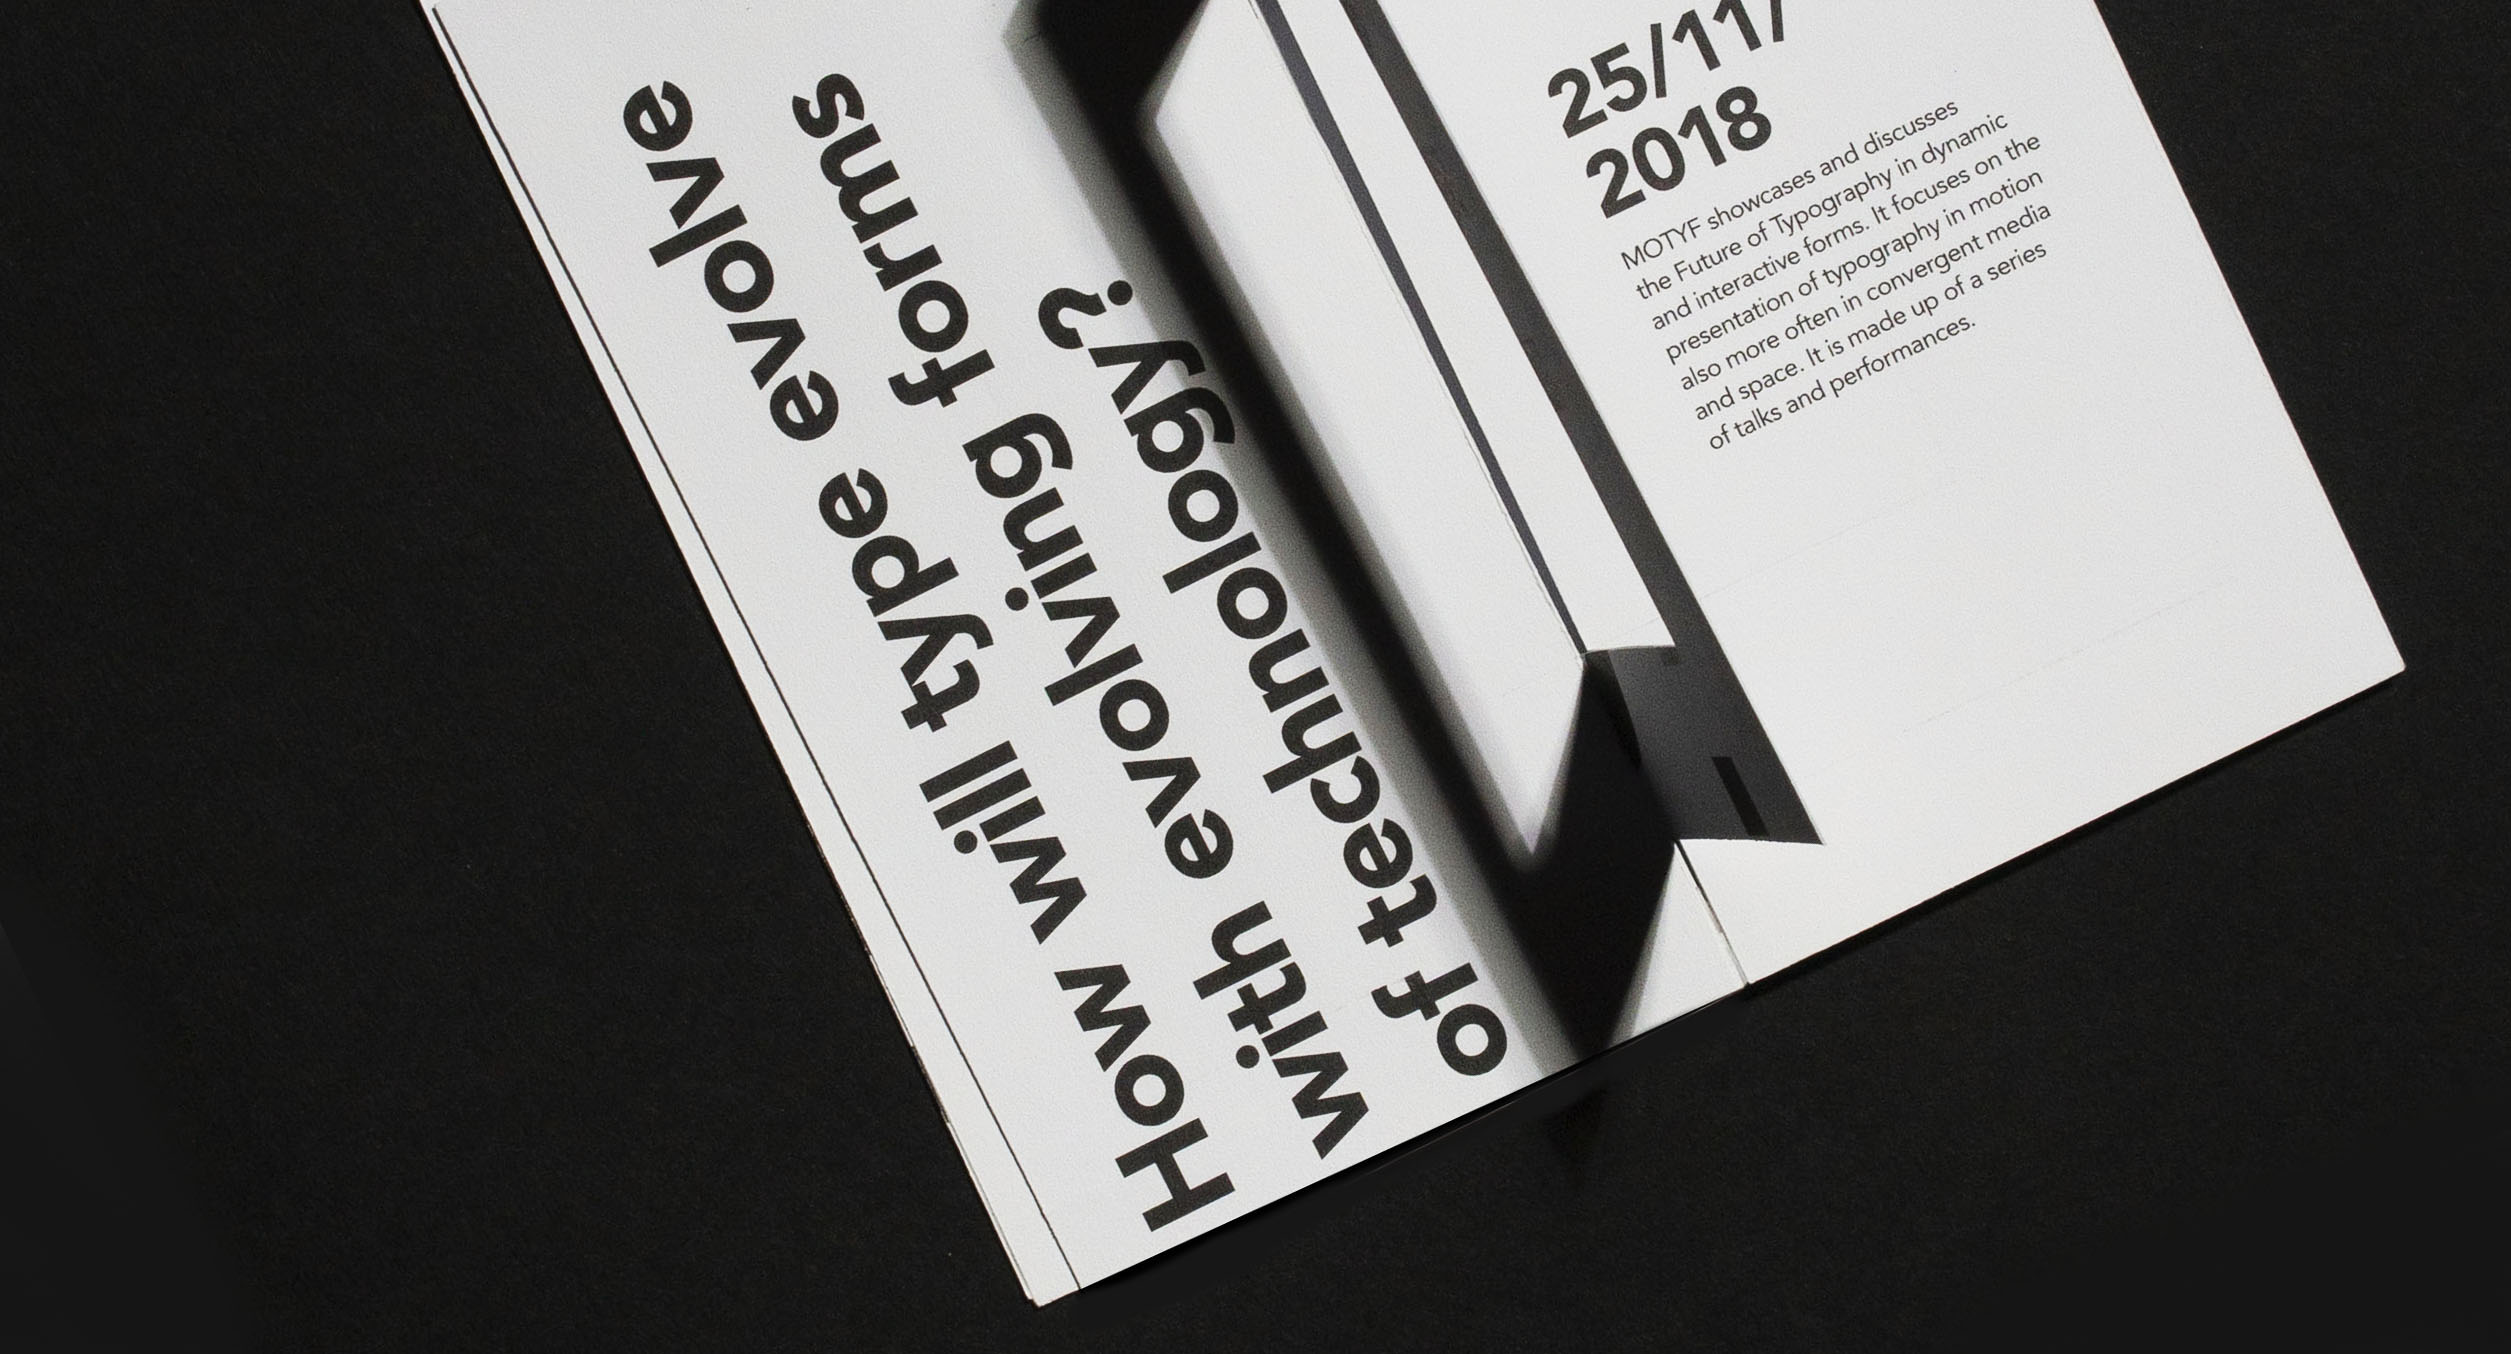 How will type evolve
with evolving forms
of technology?
25/11/
2018
MOTYF showcases and discusses
the Future of Typography in dynamic
and interactive forms. It focuses on the
presentation of typography in motion
also more often in convergent media
and space. It is made up of a series
of talks and performances.